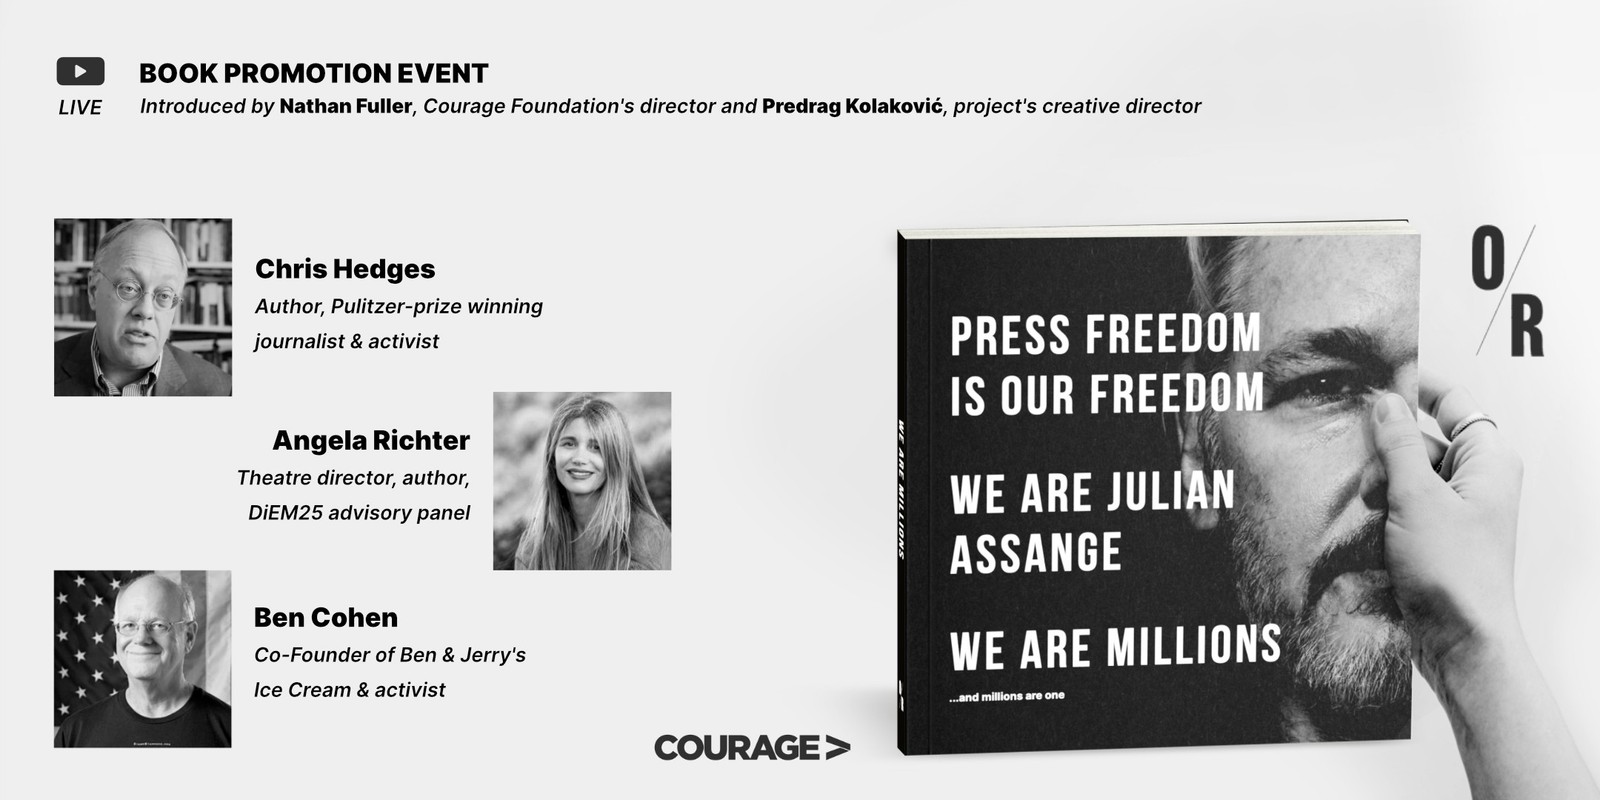 BOOK PROMOTION EVENT
LIVE
Introduced by Nathan Fuller, Courage Foundation's director and Predrag Kolaković, project's creative director
Chris Hedges
Author, Pulitzer-prize winning
journalist & activist
Angela Richter
Theatre director, author,
DiEM25 advisory panel
Ben Cohen
Co-Founder of Ben & Jerry's
Ice Cream & activist
COURAGE
WE ARE MILLIONS
PRESS FREEDOM
IS OUR FREEDOM
WE ARE JULIAN
ASSANGE
WE ARE MILLIONS
...and millions are one
O/R